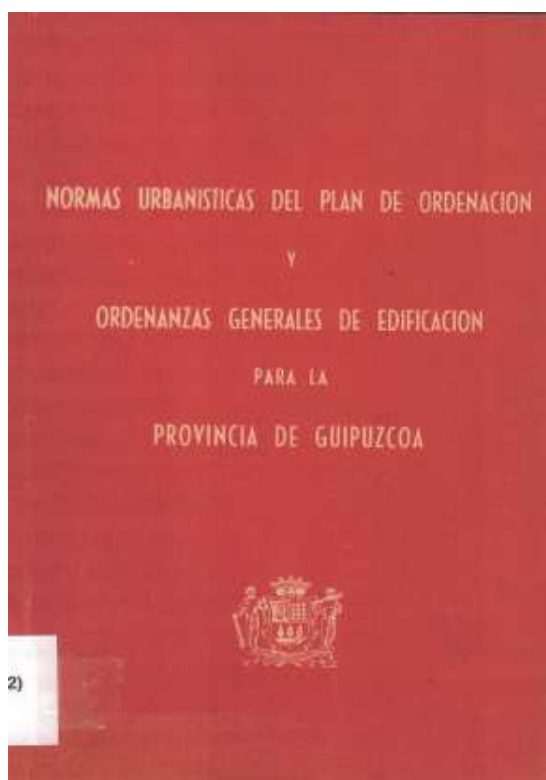 NORMAS URBANISTICAS DEL PLAN DE ORDENACION
Y
ORDENANZAS GENERALES DE EDIFICACION
PARA LA
PROVINCIA DE GUIPUZCOA
2)